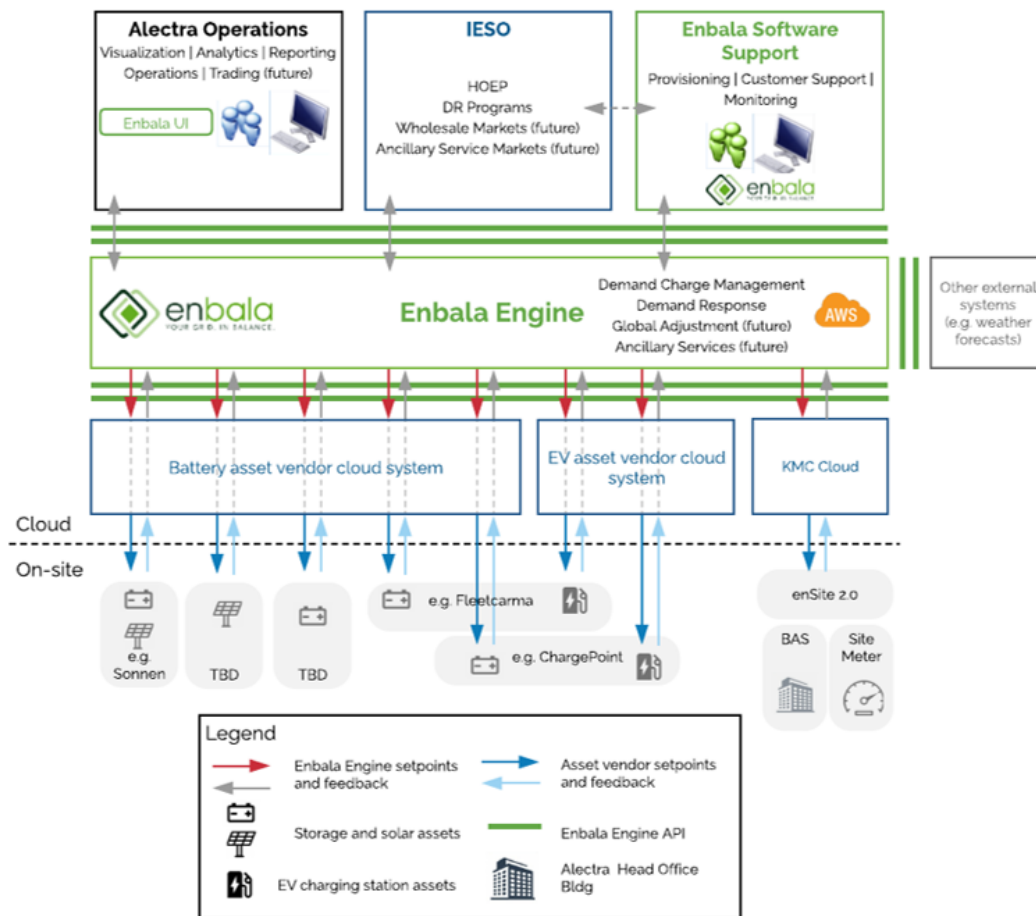 Alectra Operations
Visualization | Analytics | Reporting
Operations | Trading (future)
Enbala UI
IESO
HOEP
DR Programs
Wholesale Markets (future)
Ancillary Service Markets (future)
Enbala Software
Support
Provisioning | Customer Support |
Monitoring
enbala
YOUR GRID. IN BALANCE.
enbala
YOUR GRID. IN BALANCE.
Enbala Engine
Demand Charge Management
Demand Response
Global Adjustment (future)
Ancillary Services (future)
AWS
Other external
systems
(e.g. weather
forecasts)
Battery asset vendor cloud system
EV asset vendor cloud
system
KMC Cloud
Cloud
On-site
e.g.
Sonnen
TBD
TBD
e.g. Fleetcarma
e.g. ChargePoint
enSite 2.0
BAS
Site
Meter
Legend
Enbala Engine setpoints
and feedback
Asset vendor setpoints
and feedback
Storage and solar assets
Enbala Engine API
EV charging station assets
Alectra Head Office
Bldg